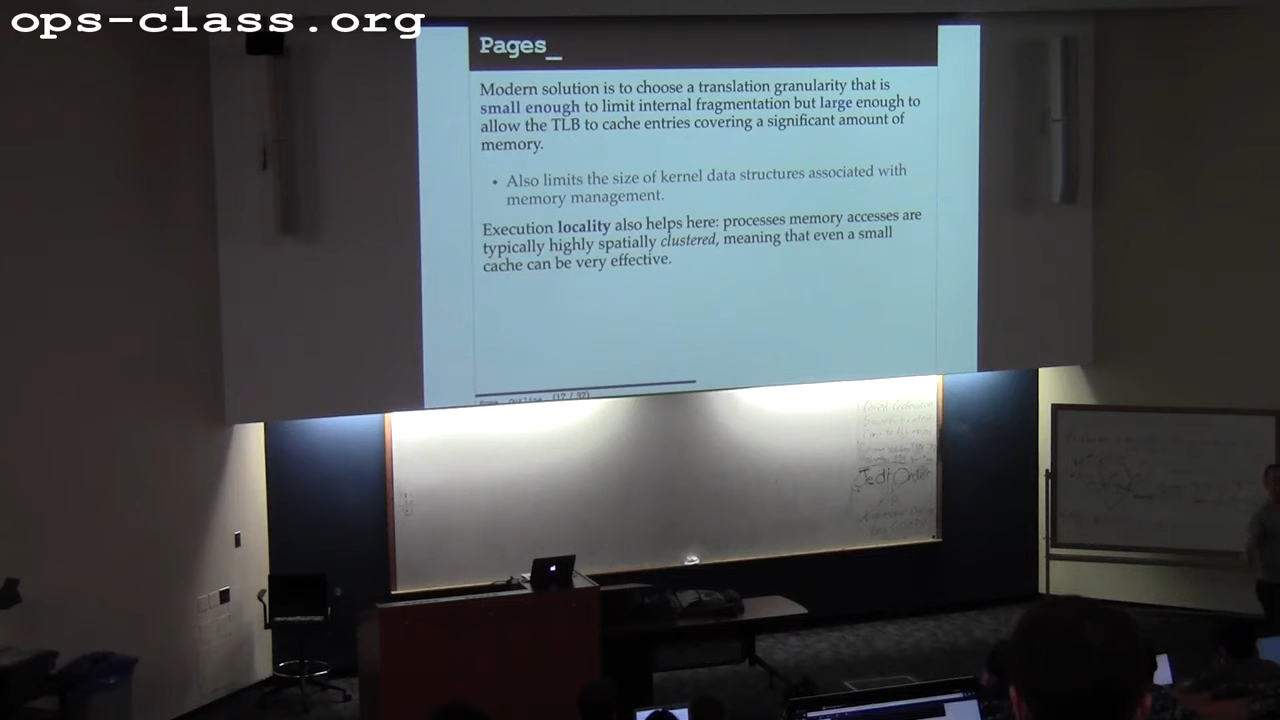 ops-class.org
Pages_
Modern solution is to choose a translation granularity that is
small enough to limit internal fragmentation but large enough to
allow the TLB to cache entries covering a significant amount of
memory.
• Also limits the size of kernel data structures associated with
memory management.
Execution locality also helps here: processes memory accesses are
typically highly spatially clustered, meaning that even a small
cache can be very effective.
Jedi Order